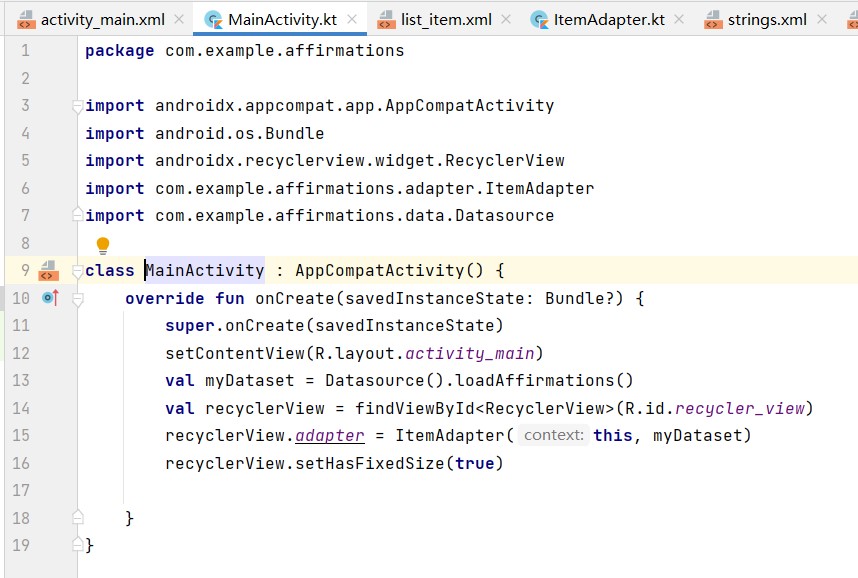 activity_main.xml MainActivity.kt list_item.xml ItemAdapter.kt strings.xml
1 package com.example.affirmations
2
3 import androidx.appcompat.app.AppCompatActivity
4 import android.os.Bundle
5 import androidx.recyclerview.widget.RecyclerView
6 import com.example.affirmations.adapter.ItemAdapter
7 import com.example.affirmations.data.Datasource
8
9 class MainActivity : AppCompatActivity() {
10 override fun onCreate(savedInstanceState: Bundle?) {
11 super.onCreate(savedInstanceState)
12 setContentView(R.layout.activity_main)
13 val myDataset = Datasource().loadAffirmations()
14 val recyclerView = findViewById<RecyclerView>(R.id.recycler_view)
15 recyclerView.adapter = ItemAdapter( context: this, myDataset)
16 recyclerView.setHasFixedSize(true)
17
18 }
19 }